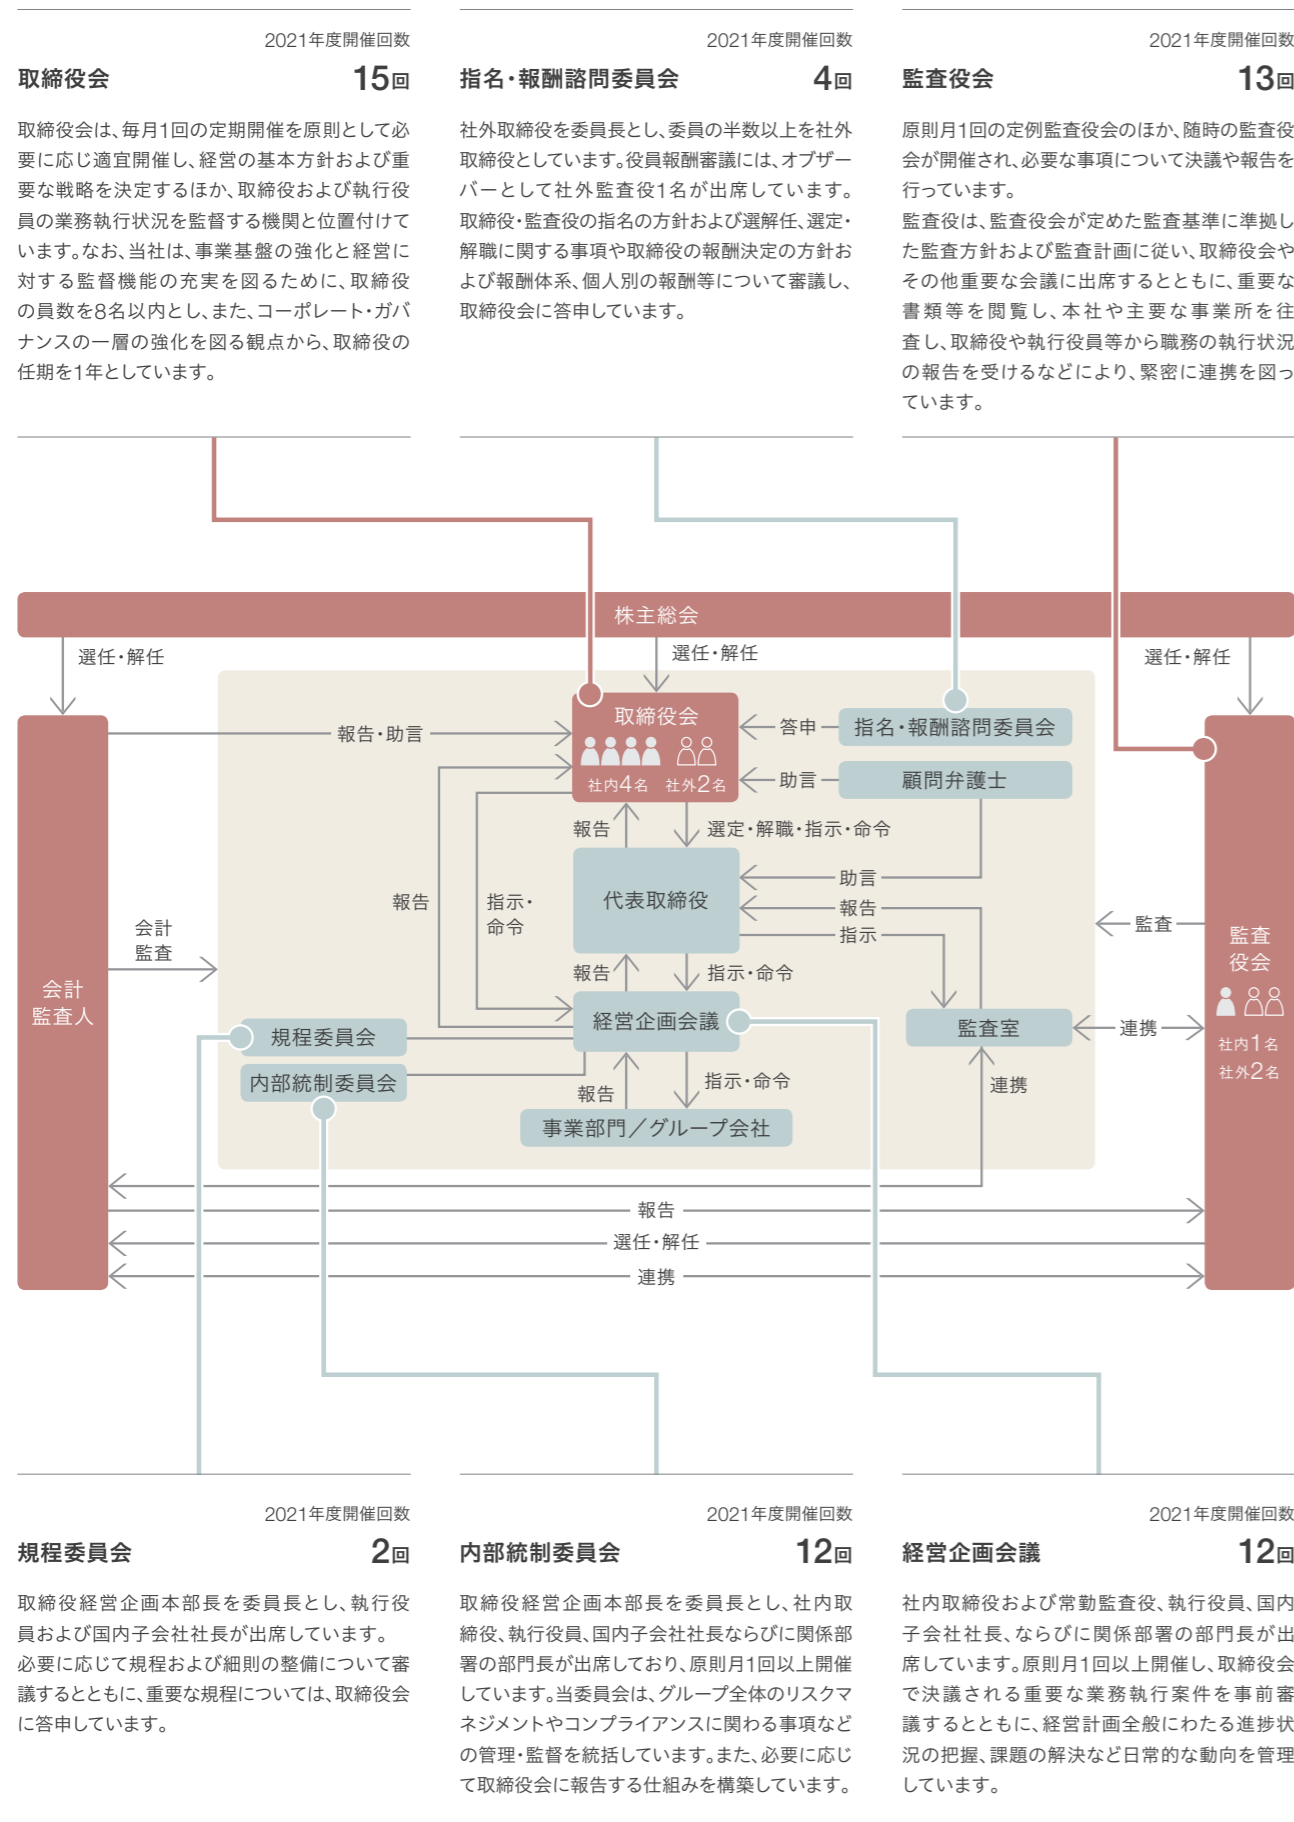 2021年度開催回数
取締役会 15回
取締役会は、毎月1回の定期開催を原則として必
要に応じ適宜開催し、経営の基本方針および重
要な戦略を決定するほか、取締役および執行役
員の業務執行状況を監督する機関と位置付けて
います。なお、当社は、事業基盤の強化と経営に
対する監督機能の充実を図るために、取締役
の員数を8名以内とし、また、コーポレート・ガバ
ナンスの一層の強化を図る観点から、取締役の
任期を1年としています。
2021年度開催回数
指名・報酬諮問委員会 4回
社外取締役を委員長とし、委員の半数以上を社外
取締役としています。役員報酬審議には、オブザー
バーとして社外監査役1名が出席しています。
取締役・監査役の指名の方針および選解任、選定・
解職に関する事項や取締役の報酬決定の方針お
よび報酬体系、個人別の報酬等について審議し、
取締役会に答申しています。
2021年度開催回数
監査役会 13回
原則月1回の定例監査役会のほか、随時の監査役
会が開催され、必要な事項について決議や報告を
行っています。
監査役は、監査役会が定めた監査基準に準拠し
た監査方針および監査計画に従い、取締役会や
その他重要な会議に出席するとともに、重要な
書類等を閲覧し、本社や主要な事業所を往
査し、取締役や執行役員等から職務の執行状況
の報告を受けるなどにより、緊密に連携を図っ
ています。
株主総会
選任・解任
選任・解任
選任・解任
取締役会
社内4名 社外2名
報告・助言
答申
指名・報酬諮問委員会
助言
顧問弁護士
報告
選定・解職・指示・命令
代表取締役
助言
報告
指示
報告
指示・
命令
会計
監査
監査
会計
監査人
監査
役会
社内1名
社外2名
報告
指示・命令
経営企画会議
規程委員会
内部統制委員会
監査室
連携
連携
報告
指示・命令
事業部門／グループ会社
報告
選任・解任
連携
2021年度開催回数
規程委員会 2回
取締役経営企画本部長を委員長とし、執行役
員および国内子会社社長が出席しています。
必要に応じて規程および細則の整備について審
議するとともに、重要な規程については、取締役会
に答申しています。
2021年度開催回数
内部統制委員会 12回
取締役経営企画本部長を委員長とし、社内取
締役、執行役員、国内子会社社長ならびに関係部
署の部門長が出席しており、原則月1回以上開催
しています。当委員会は、グループ全体のリスクマ
ネジメントやコンプライアンスに関わる事項など
の管理・監督を統括しています。また、必要に応じ
て取締役会に報告する仕組みを構築しています。
2021年度開催回数
経営企画会議 12回
社内取締役および常勤監査役、執行役員、国内
子会社社長、ならびに関係部署の部門長が出
席しています。原則月1回以上開催し、取締役会
で決議される重要な業務執行案件を事前審
議するとともに、経営計画全般にわたる進捗状
況の把握、課題の解決など日常的な動向を管理
しています。